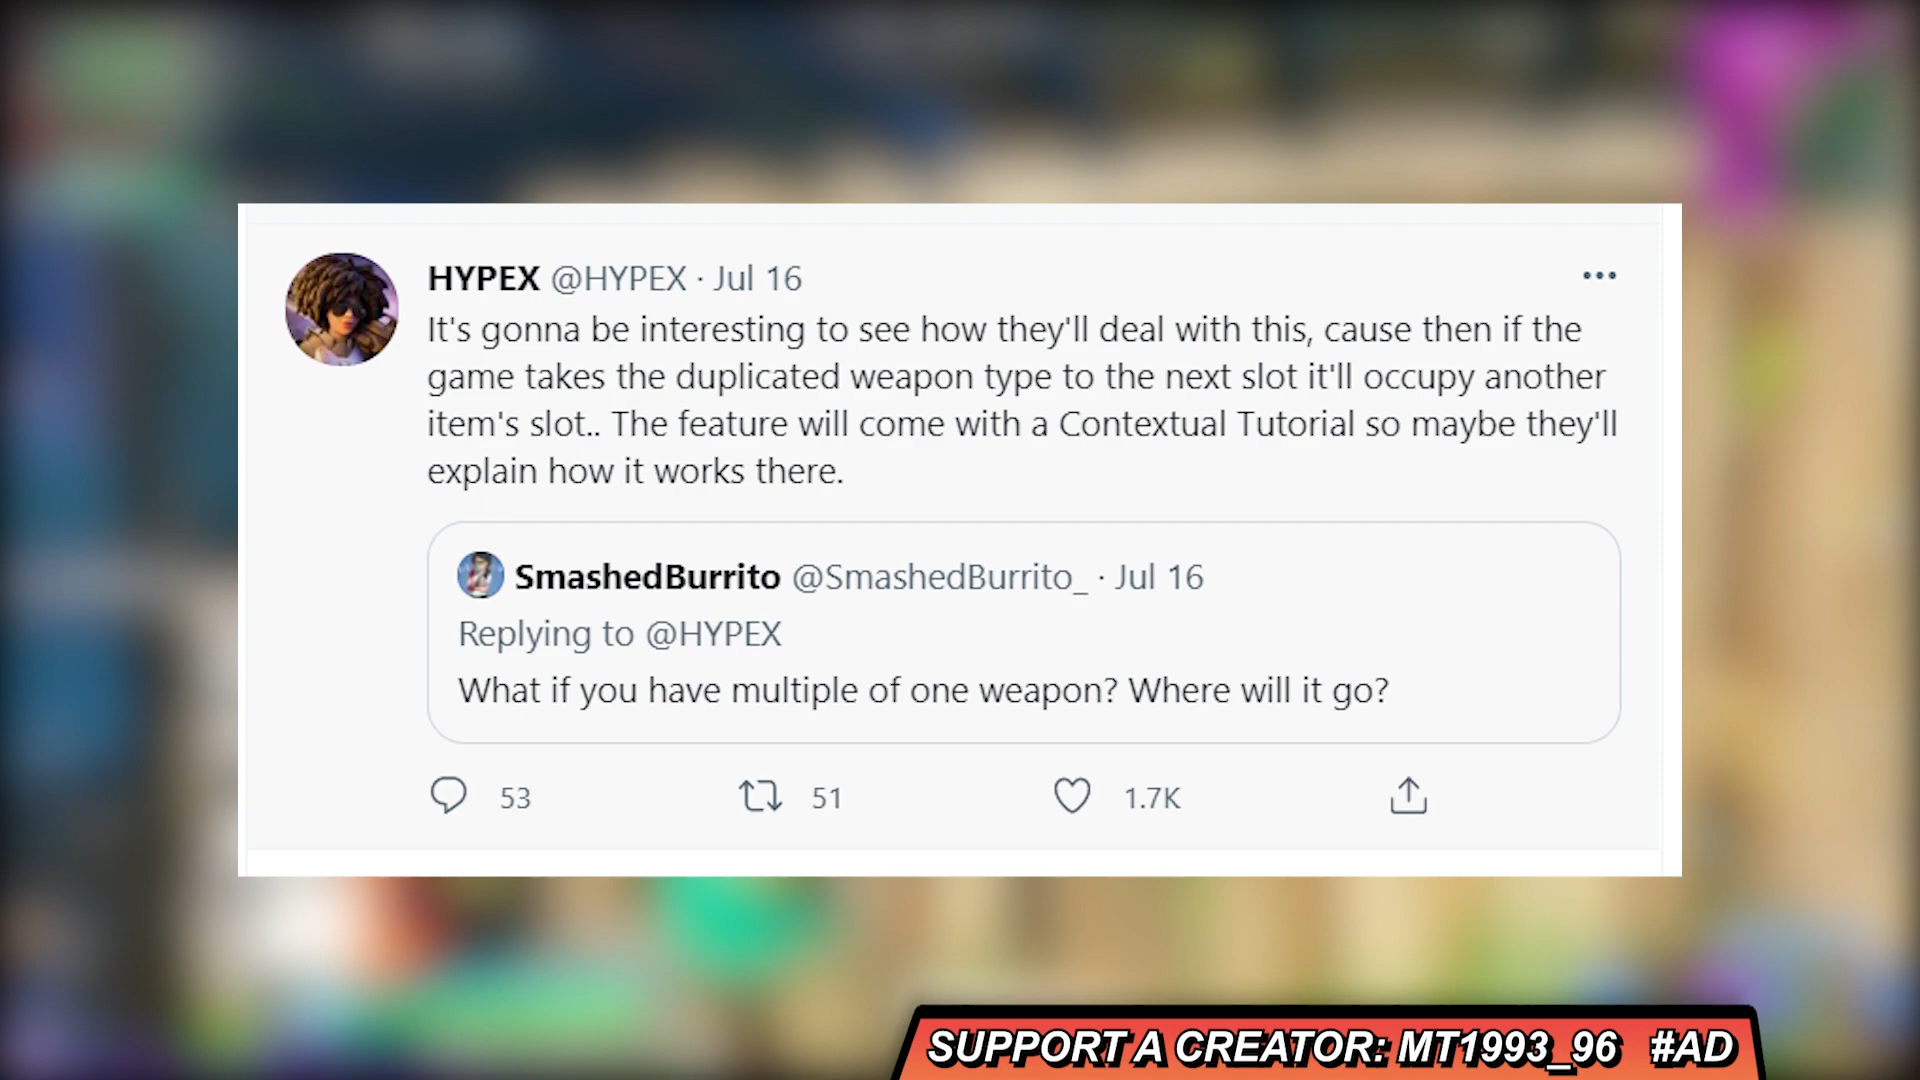 HYPEX @HYPEX · Jul 16
It's gonna be interesting to see how they'll deal with this, cause then if the
game takes the duplicated weapon type to the next slot it'll occupy another
item's slot.. The feature will come with a Contextual Tutorial so maybe they'll
explain how it works there.
SmashedBurrito @SmashedBurrito_ · Jul 16
Replying to @HYPEX
What if you have multiple of one weapon? Where will it go?
53 51 1.7K
SUPPORT A CREATOR: MT1993_96 #AD